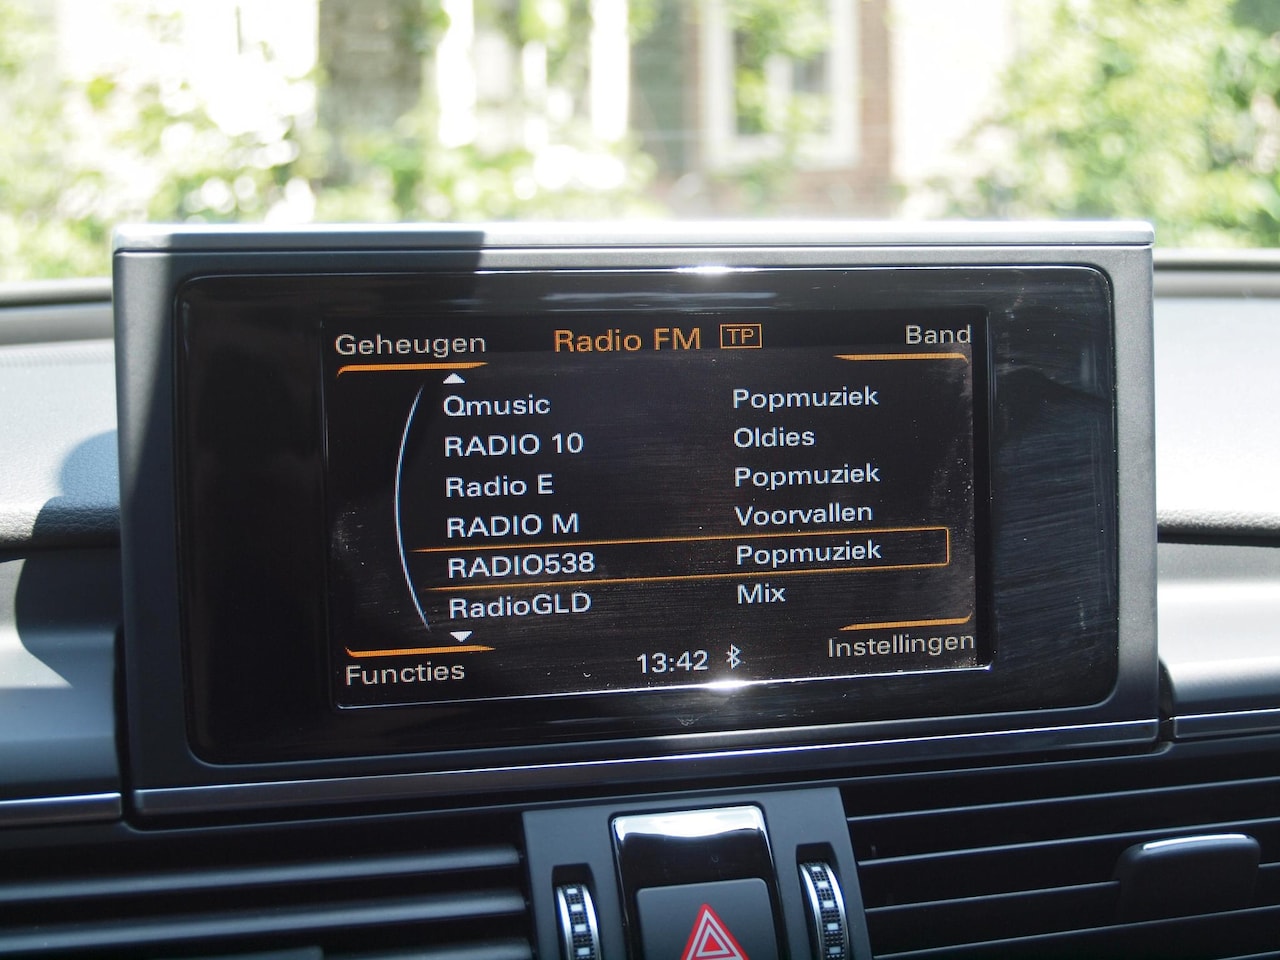 Geheugen Radio FM TP Band
Qmusic Popmuziek
RADIO 10 Oldies
Radio E Popmuziek
RADIO M Voorvallen
RADIO538 Popmuziek
RadioGLD Mix
Functies 13:42 Instellingen